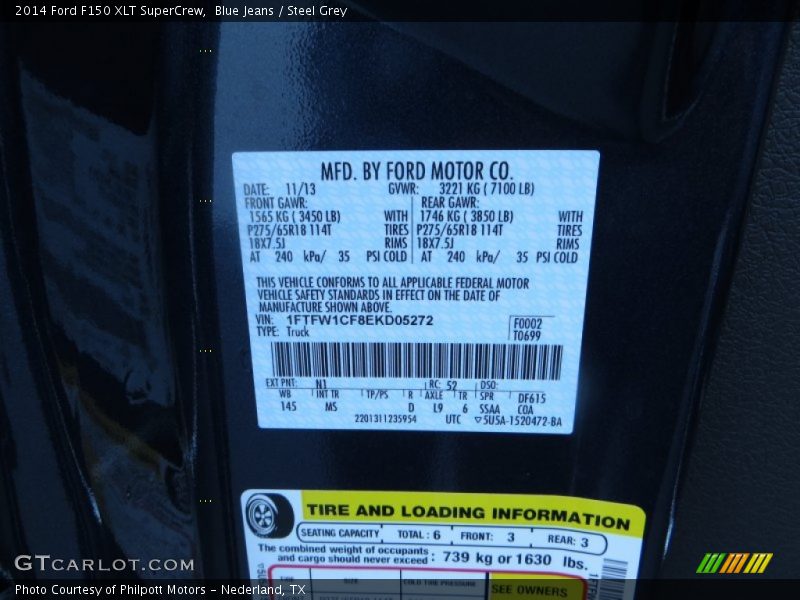 2014 Ford F150 XLT SuperCrew, Blue Jeans / Steel Grey
MFD. BY FORD MOTOR CO.
DATE: 11/13 GVWR: 3221 KG ( 7100 LB)
FRONT GAWR: REAR GAWR:
1565 KG ( 3450 LB) WITH 1746 KG ( 3850 LB) WITH
P275/65R18 114T TIRES P275/65R18 114T TIRES
18X7.5J RIMS 18X7.5J RIMS
AT 240 kPa/ 35 PSI COLD AT 240 kPa/ 35 PSI COLD
THIS VEHICLE CONFORMS TO ALL APPLICABLE FEDERAL MOTOR
VEHICLE SAFETY STANDARDS IN EFFECT ON THE DATE OF
MANUFACTURE SHOWN ABOVE.
VIN: 1FTFW1CF8EKD05272 F0002
TYPE: Truck T0699
EXT PNT: N1 RC: 52 DSO:
WB INT TR TP/PS R AXLE TR SPR DF615
145 MS D L9 6 SSAA COA
2201311235954 UTC ▽5U5A-1520472-BA
TIRE AND LOADING INFORMATION
SEATING CAPACITY TOTAL: 6 FRONT: 3 REAR: 3
The combined weight of occupants
and cargo should never exceed : 739 kg or 1630 lbs.
SIZE COLD TIRE PRESSURE SEE OWNERS
GTCARLOT.COM
Photo Courtesy of Philpott Motors - Nederland, TX